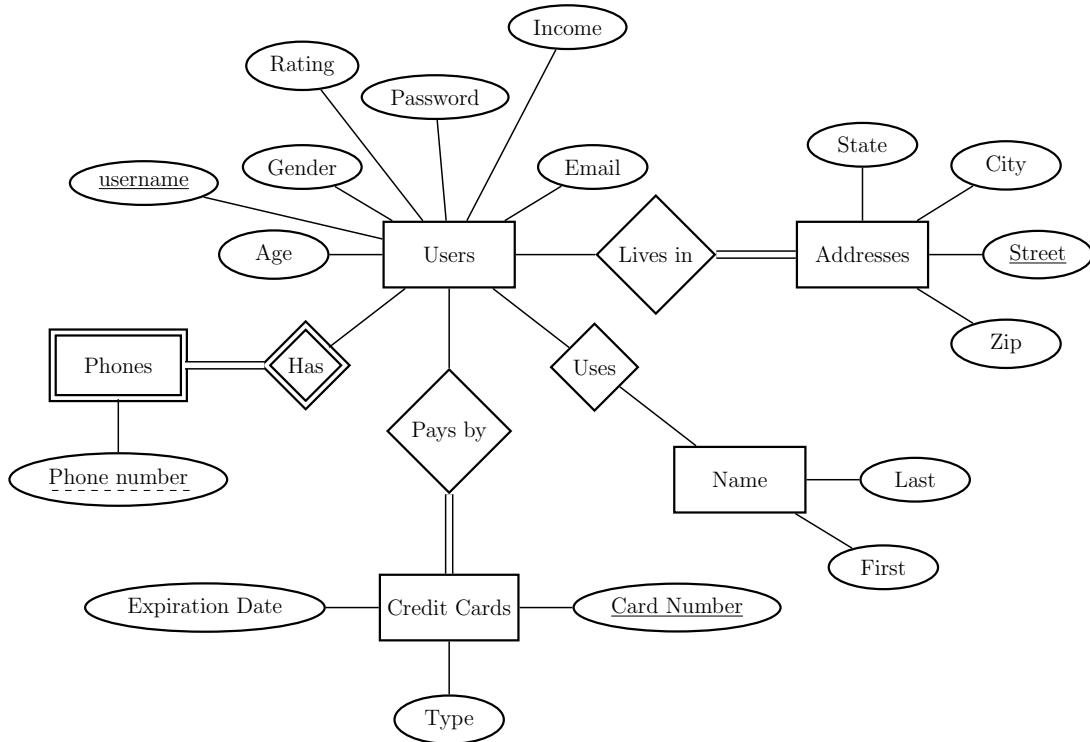 Income
Rating
Password
State
Gender
Email
City
username
Age
Users
Lives in
Addresses
Street
Zip
Phones
Has
Uses
Pays by
Phone number
Name
Last
First
Expiration Date
Credit Cards
Card Number
Type